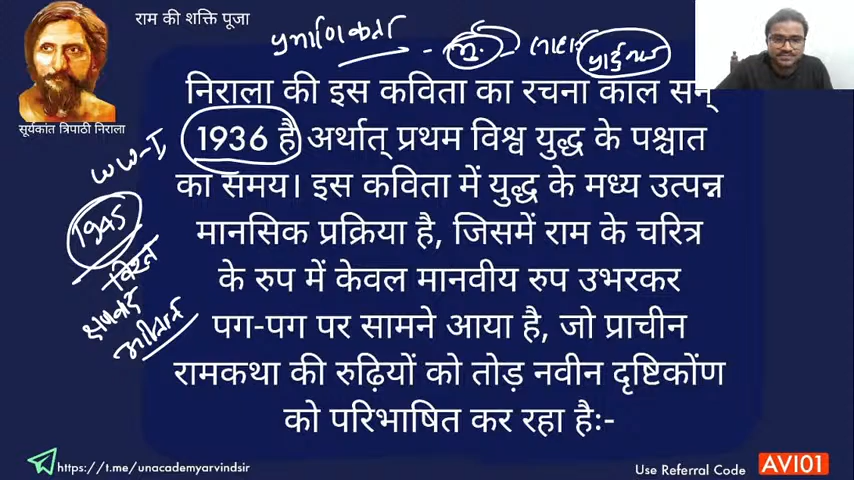 राम की शक्ति पूजा
सूर्यकांत त्रिपाठी निराला
निराला की इस कविता का रचना काल सन्
1936 है अर्थात् प्रथम विश्व युद्ध के पश्चात
का समय। इस कविता में युद्ध के मध्य उत्पन्न
मानसिक प्रक्रिया है, जिसमें राम के चरित्र
के रुप में केवल मानवीय रुप उभरकर
पग-पग पर सामने आया है, जो प्राचीन
रामकथा की रुढ़ियों को तोड़ नवीन दृष्टिकोंण
को परिभाषित कर रहा हैः-
WW-I
1945
https://t.me/unacademyarvindsir
Use Referral Code AVI01